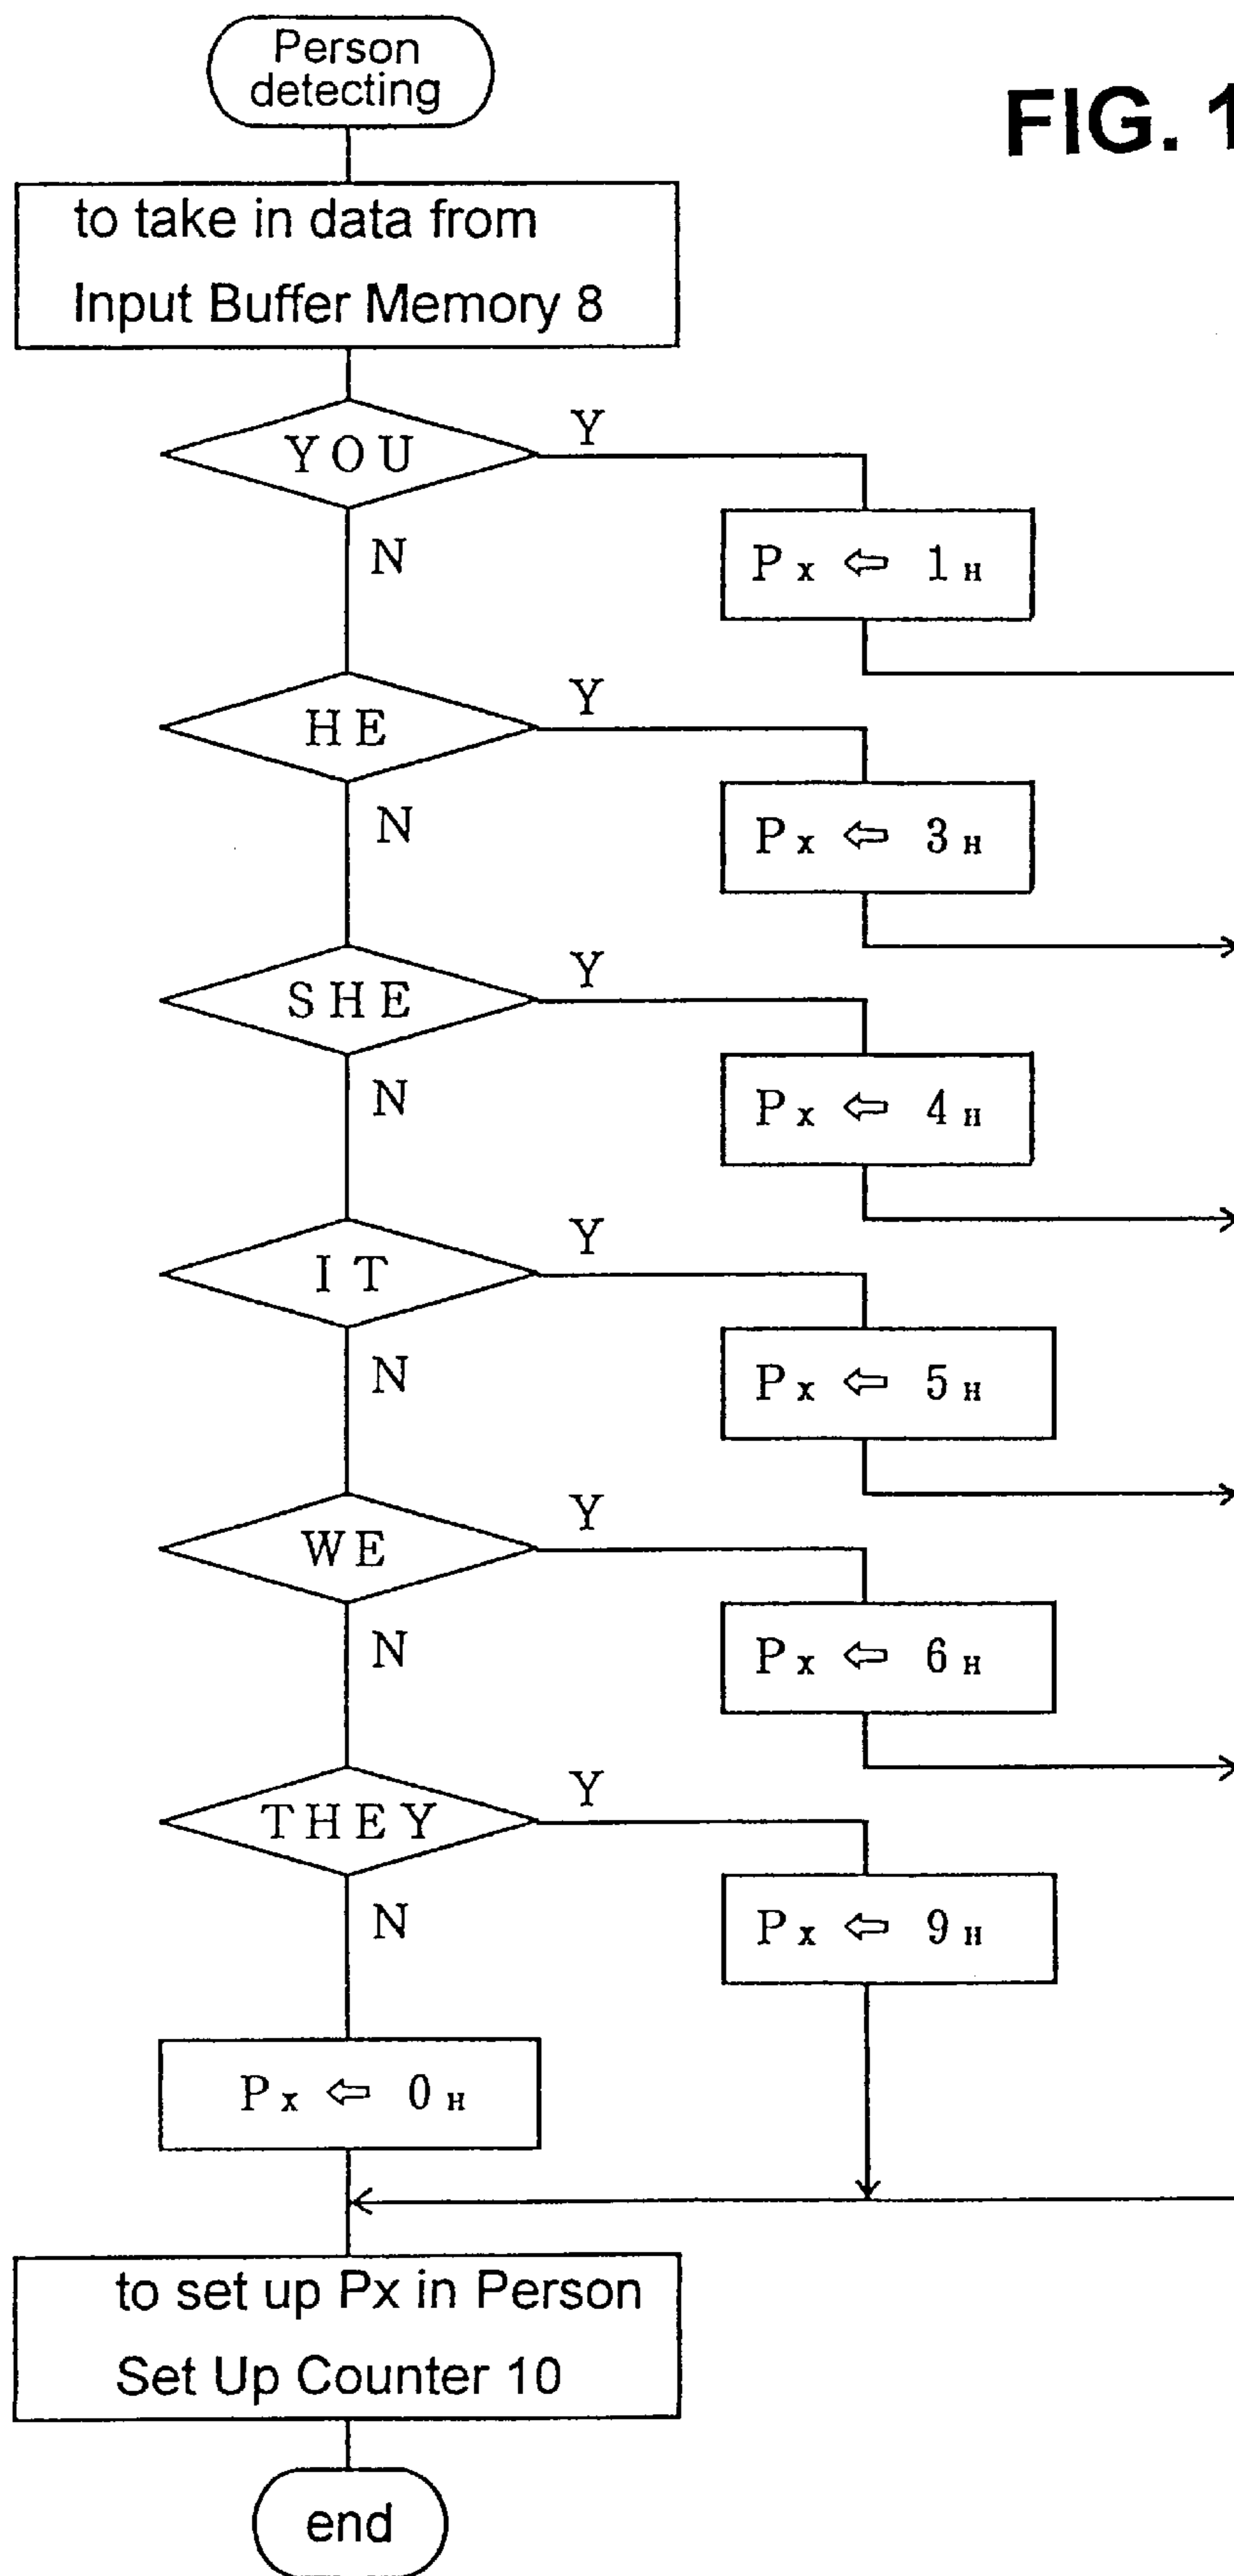 Person
detecting
FIG. 1
to take in data from
Input Buffer Memory 8
YOU
Y
N
Px ⇦ 1H
HE
Y
N
Px ⇦ 3H
SHE
Y
N
Px ⇦ 4H
IT
Y
N
Px ⇦ 5H
WE
Y
N
Px ⇦ 6H
THEY
Y
N
Px ⇦ 9H
Px ⇦ 0H
to set up Px in Person
Set Up Counter 10
end